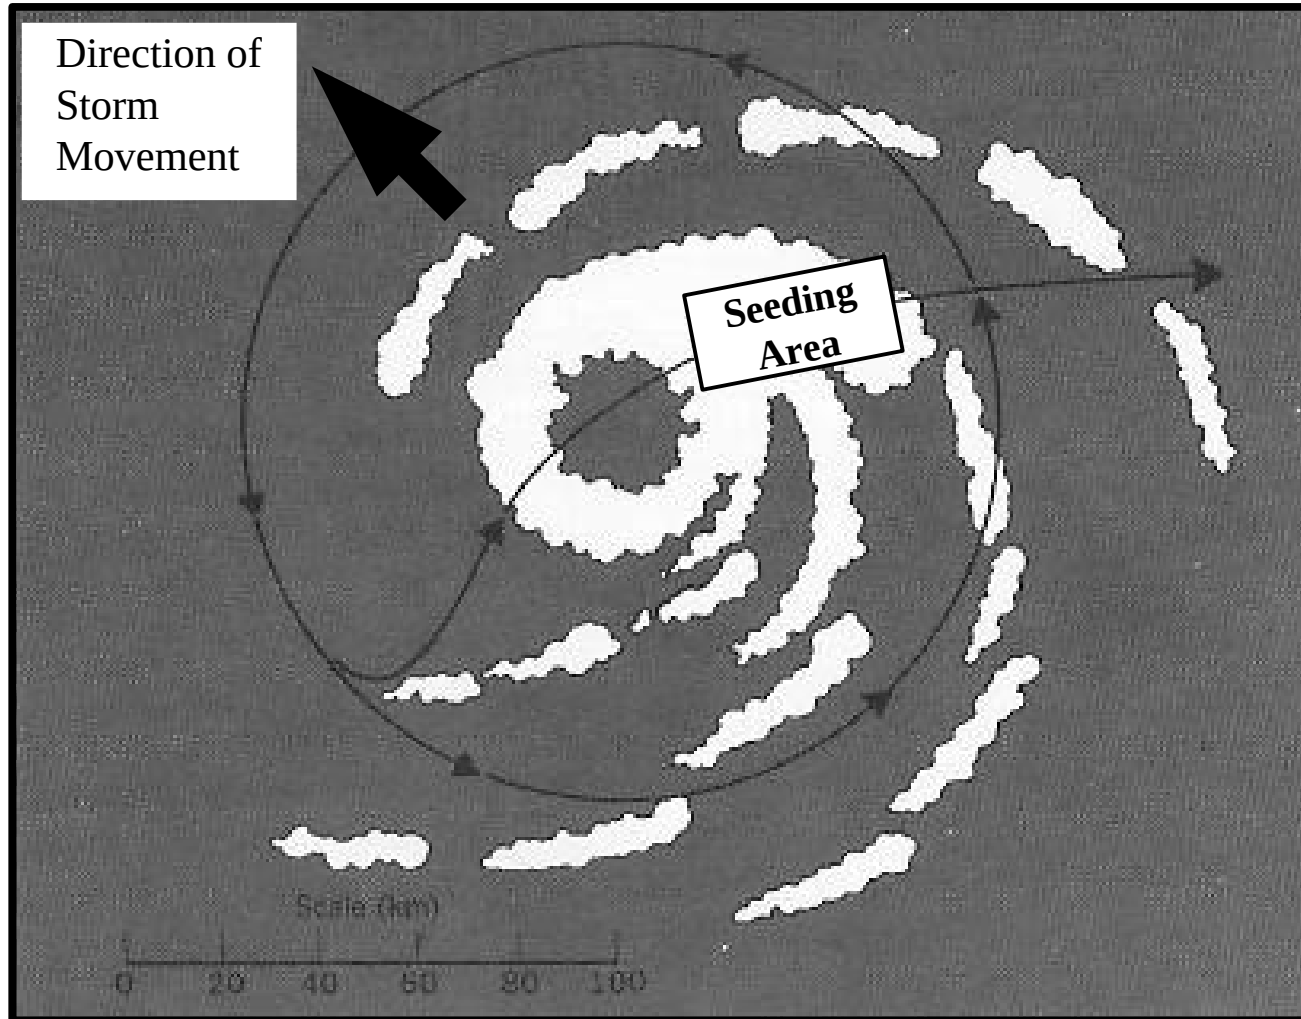 Direction of
Storm
Movement
Seeding
Area
Scale (km)
0 20 40 60 80 100